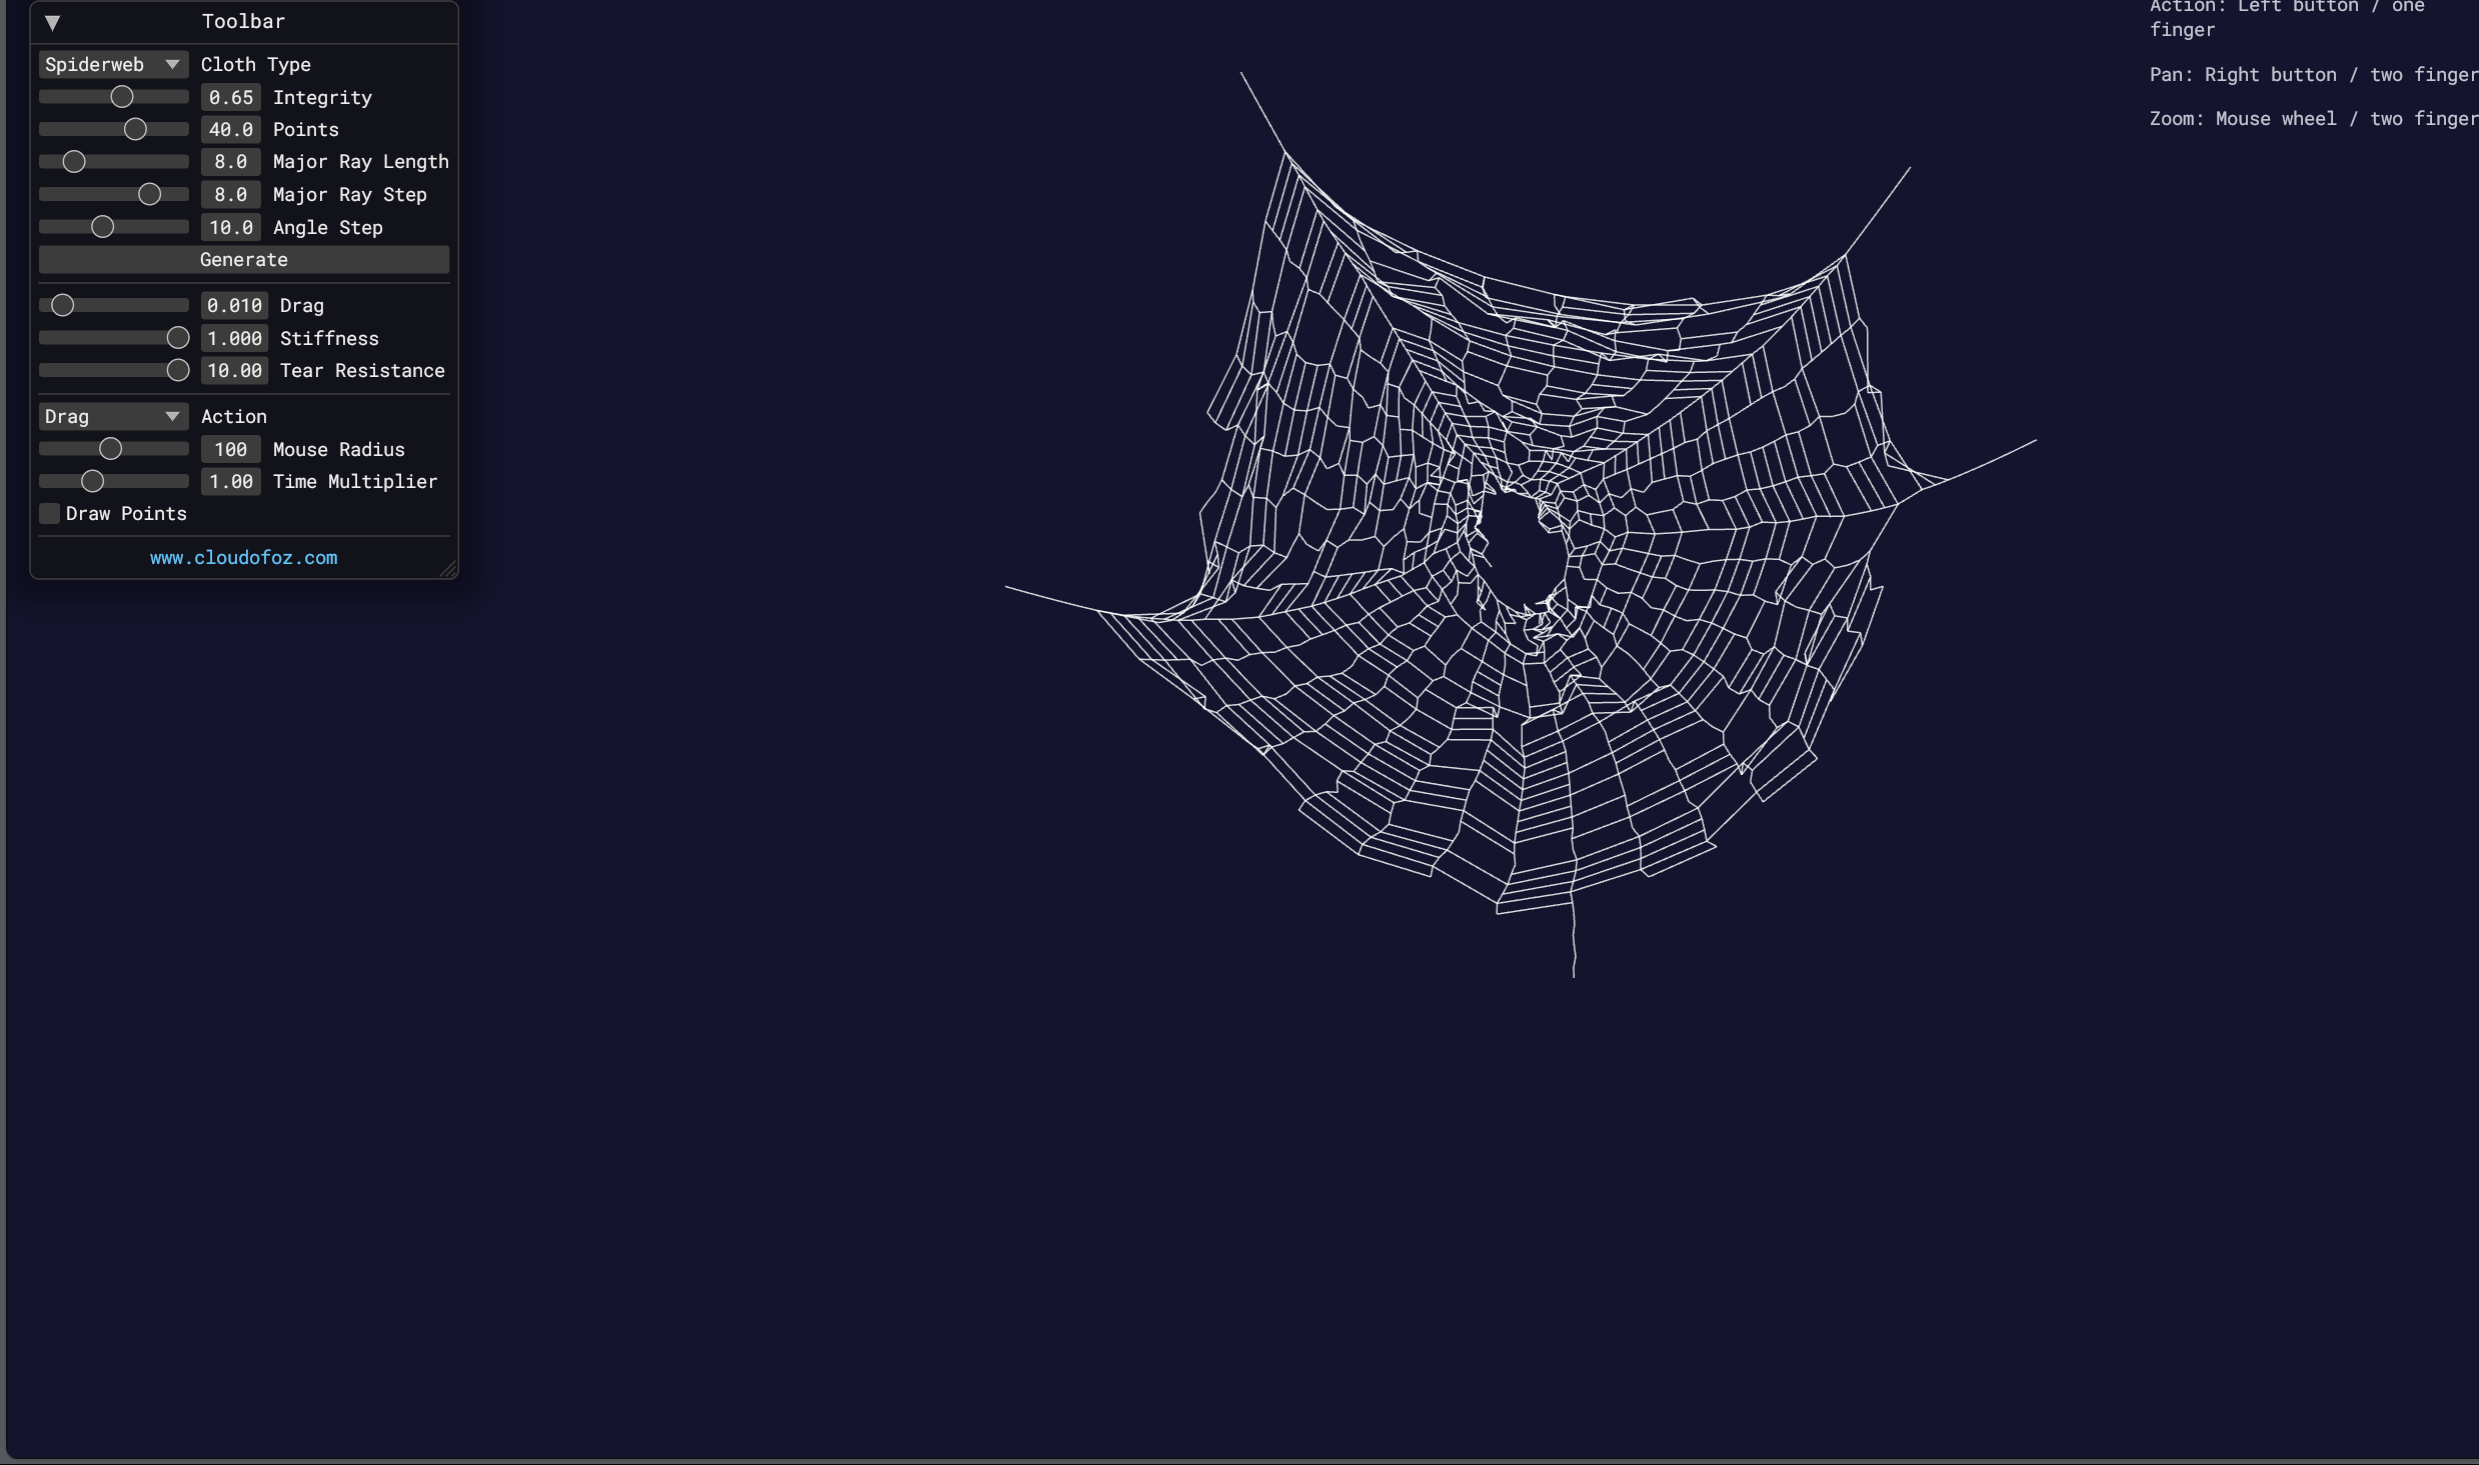 Toolbar
Spiderweb Cloth Type
0.65 Integrity
40.0 Points
8.0 Major Ray Length
8.0 Major Ray Step
10.0 Angle Step
Generate
0.010 Drag
1.000 Stiffness
10.00 Tear Resistance
Drag Action
100 Mouse Radius
1.00 Time Multiplier
Draw Points
www.cloudofoz.com
Action: Left button / one
finger
Pan: Right button / two finger
Zoom: Mouse wheel / two finger